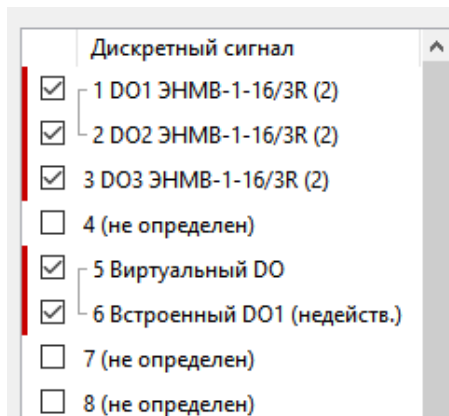 Дискретный сигнал
1 DO1 ЭНМВ-1-16/3R (2)
2 DO2 ЭНМВ-1-16/3R (2)
3 DO3 ЭНМВ-1-16/3R (2)
4 (не определен)
5 Виртуальный DO
6 Встроенный DO1 (недейств.)
7 (не определен)
8 (не определен)